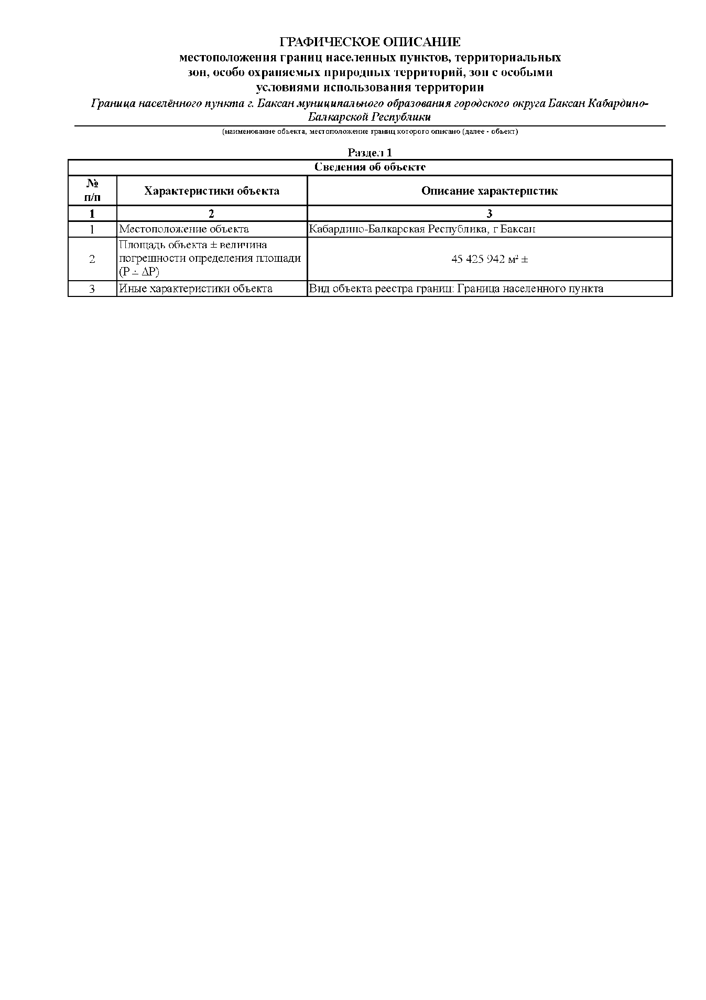 ГРАФИЧЕСКОЕ ОПИСАНИЕ
местоположения границ населенных пунктов, территориальных
зон, особо охраняемых природных территорий, зон с особыми
условиями использования территории
Граница населённого пункта г. Баксан муниципального образования городского округа Баксан Кабардино-
Балкарской Республики
(наименование объекта, местоположение границ которого описано (далее - объект)
Раздел 1
Сведения об объекте
№
п/п
Характеристики объекта
Описание характеристик
1
2
3
1
Местоположение объекта
Кабардино-Балкарская Республика, г Баксан
2
Площадь объекта ± величина
погрешности определения площади
(P ± ΔP)
45 425 942 м² ±
3
Иные характеристики объекта
Вид объекта реестра границ: Граница населенного пункта